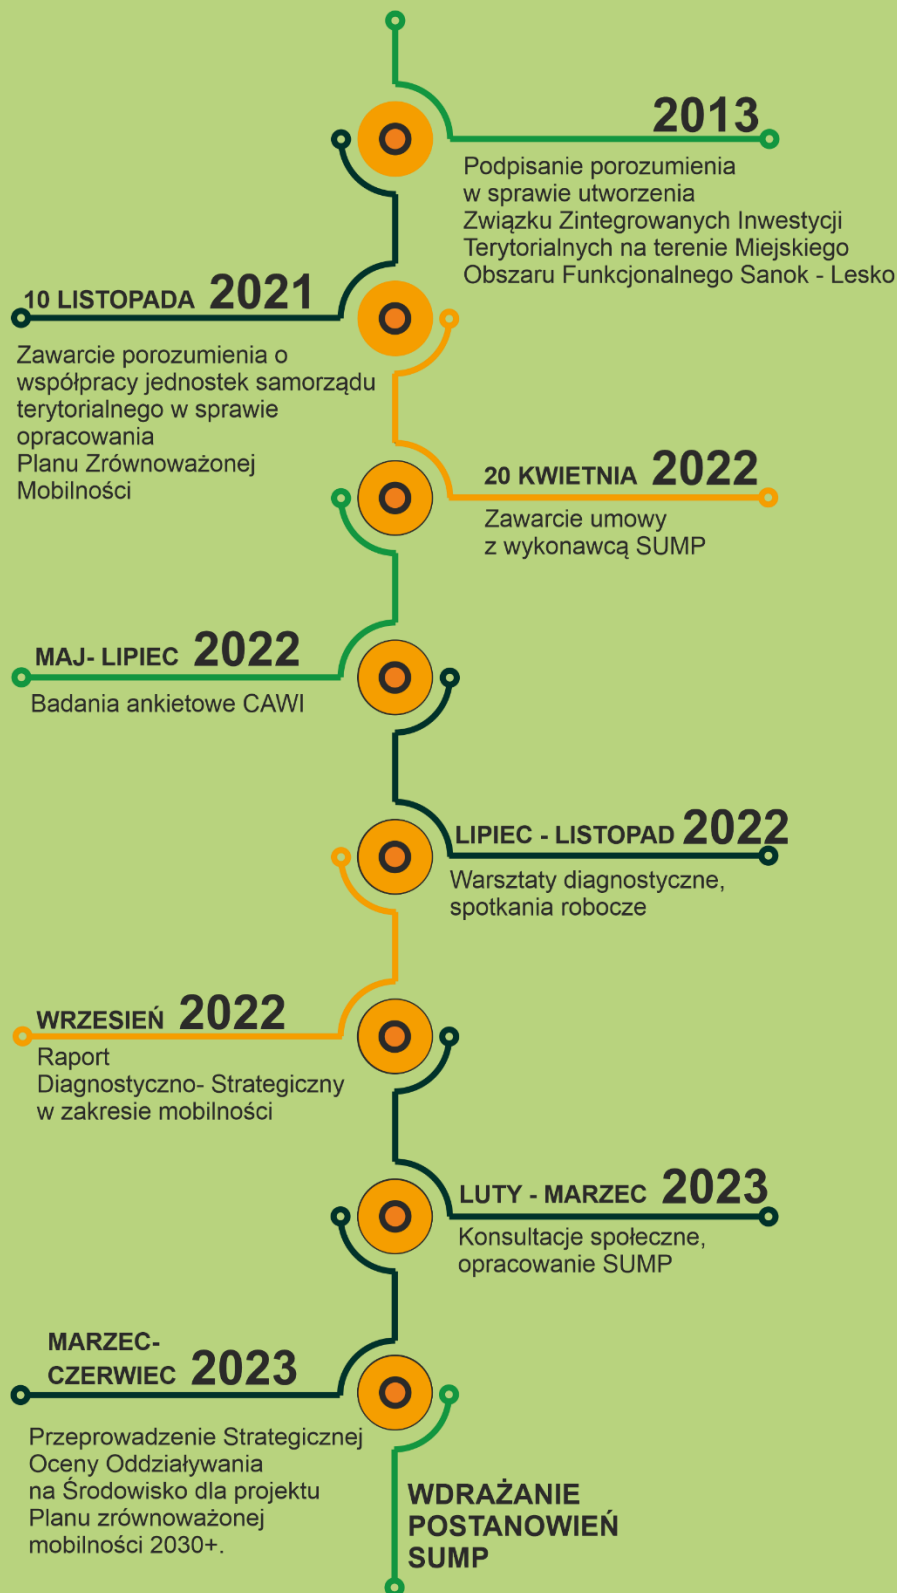 2013
Podpisanie porozumienia
w sprawie utworzenia
Związku Zintegrowanych Inwestycji
Terytorialnych na terenie Miejskiego
Obszaru Funkcjonalnego Sanok - Lesko
10 LISTOPADA 2021
Zawarcie porozumienia o
współpracy jednostek samorządu
terytorialnego w sprawie
opracowania
Planu Zrównoważonej
Mobilności
20 KWIETNIA 2022
Zawarcie umowy
z wykonawcą SUMP
MAJ- LIPIEC 2022
Badania ankietowe CAWI
LIPIEC - LISTOPAD 2022
Warsztaty diagnostyczne,
spotkania robocze
WRZESIEŃ 2022
Raport
Diagnostyczno- Strategiczny
w zakresie mobilności
LUTY - MARZEC 2023
Konsultacje społeczne,
opracowanie SUMP
MARZEC-
CZERWIEC 2023
Przeprowadzenie Strategicznej
Oceny Oddziaływania
na Środowisko dla projektu
Planu zrównoważonej
mobilności 2030+.
WDRAŻANIE
POSTANOWIEŃ
SUMP